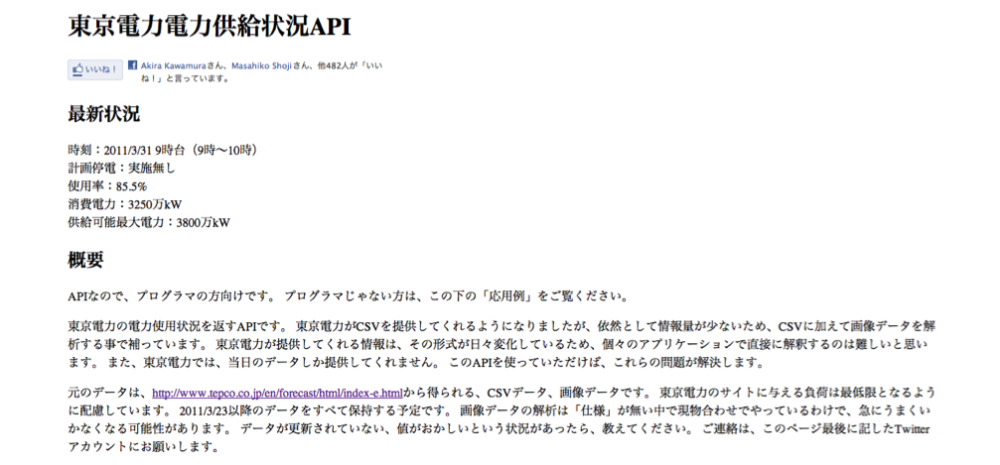 東京電力電力供給状況API
いいね！
Akira Kawamuraさん、Masahiko Shojiさん、他482人が「いい
ね！」と言っています。
最新状況
時刻：2011/3/31 9時台（9時〜10時）
計画停電：実施無し
使用率：85.5%
消費電力：3250万kW
供給可能最大電力：3800万kW
概要
APIなので、プログラマの方向けです。 プログラマじゃない方は、この下の「応用例」をご覧ください。
東京電力の電力使用状況を返すAPIです。 東京電力がCSVを提供してくれるようになりましたが、依然として情報量が少ないため、CSVに加えて画像データを解
析する事で補っています。 東京電力が提供してくれる情報は、その形式が日々変化しているため、個々のアプリケーションで直接に解釈するのは難しいと思い
ます。 また、東京電力では、当日のデータしか提供してくれません。 このAPIを使っていただけば、これらの問題が解決します。
元のデータは、http://www.tepco.co.jp/en/forecast/html/index-e.htmlから得られる、CSVデータ、画像データです。 東京電力のサイトに与える負荷は最低限となるよう
に配慮しています。 2011/3/23以降のデータをすべて保持する予定です。 画像データの解析は「仕様」が無い中で現物合わせでやっているわけで、急にうまくい
かなくなる可能性があります。 データが更新されていない、値がおかしいという状況があったら、教えてください。 ご連絡は、このページ最後に記したTwitter
アカウントにお願いします。